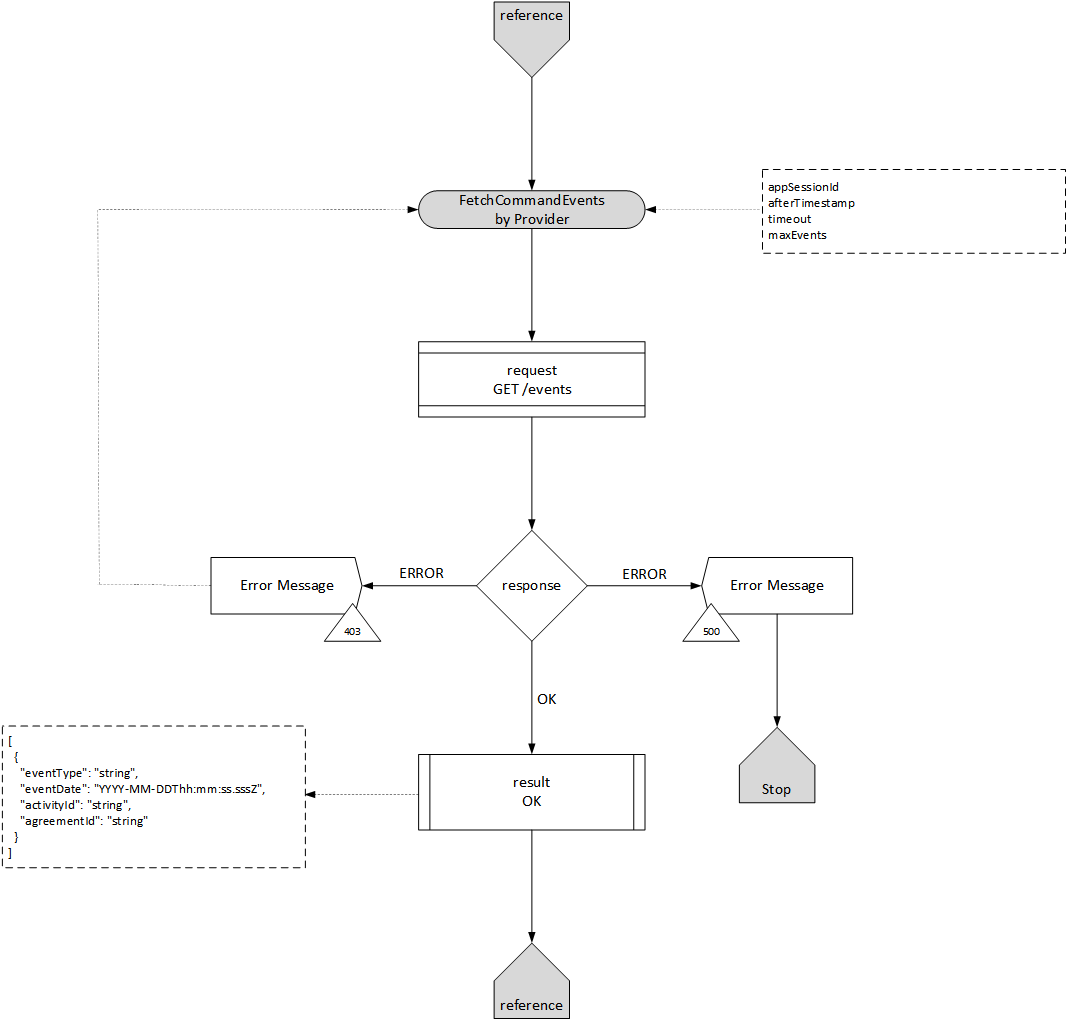 reference
FetchCommandEvents
by Provider
appSessionId
afterTimestamp
timeout
maxEvents
request
GET /events
ERROR
ERROR
Error Message
response
Error Message
403
500
OK
[
{
"eventType": "string",
"eventDate": "YYYY-MM-DDThh:mm:ss.sssZ",
"activityId": "string",
"agreementId": "string"
}
]
result
OK
Stop
reference